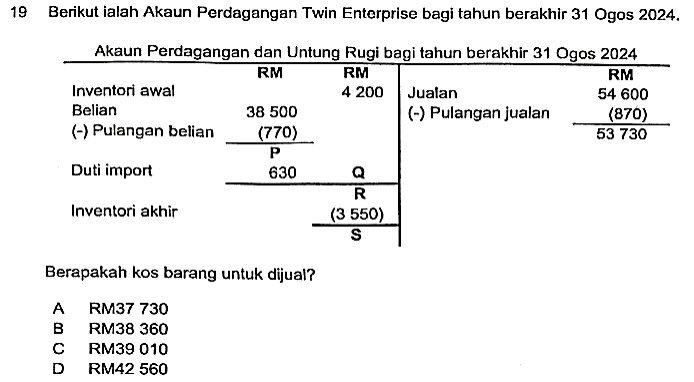 19 Berikut ialah Akaun Perdagangan Twin Enterprise bagi tahun berakhir 31 Ogos 2024.
Akaun Perdagangan dan Untung Rugi bagi tahun berakhir 31 Ogos 2024
RM RM RM
Inventori awal 4 200 Jualan 54 600
Belian 38 500 (-) Pulangan jualan (870)
(-) Pulangan belian (770) 53 730
P
Duti import 630 Q
R
Inventori akhir (3 550)
S
Berapakah kos barang untuk dijual?
A RM37 730
B RM38 360
C RM39 010
D RM42 560